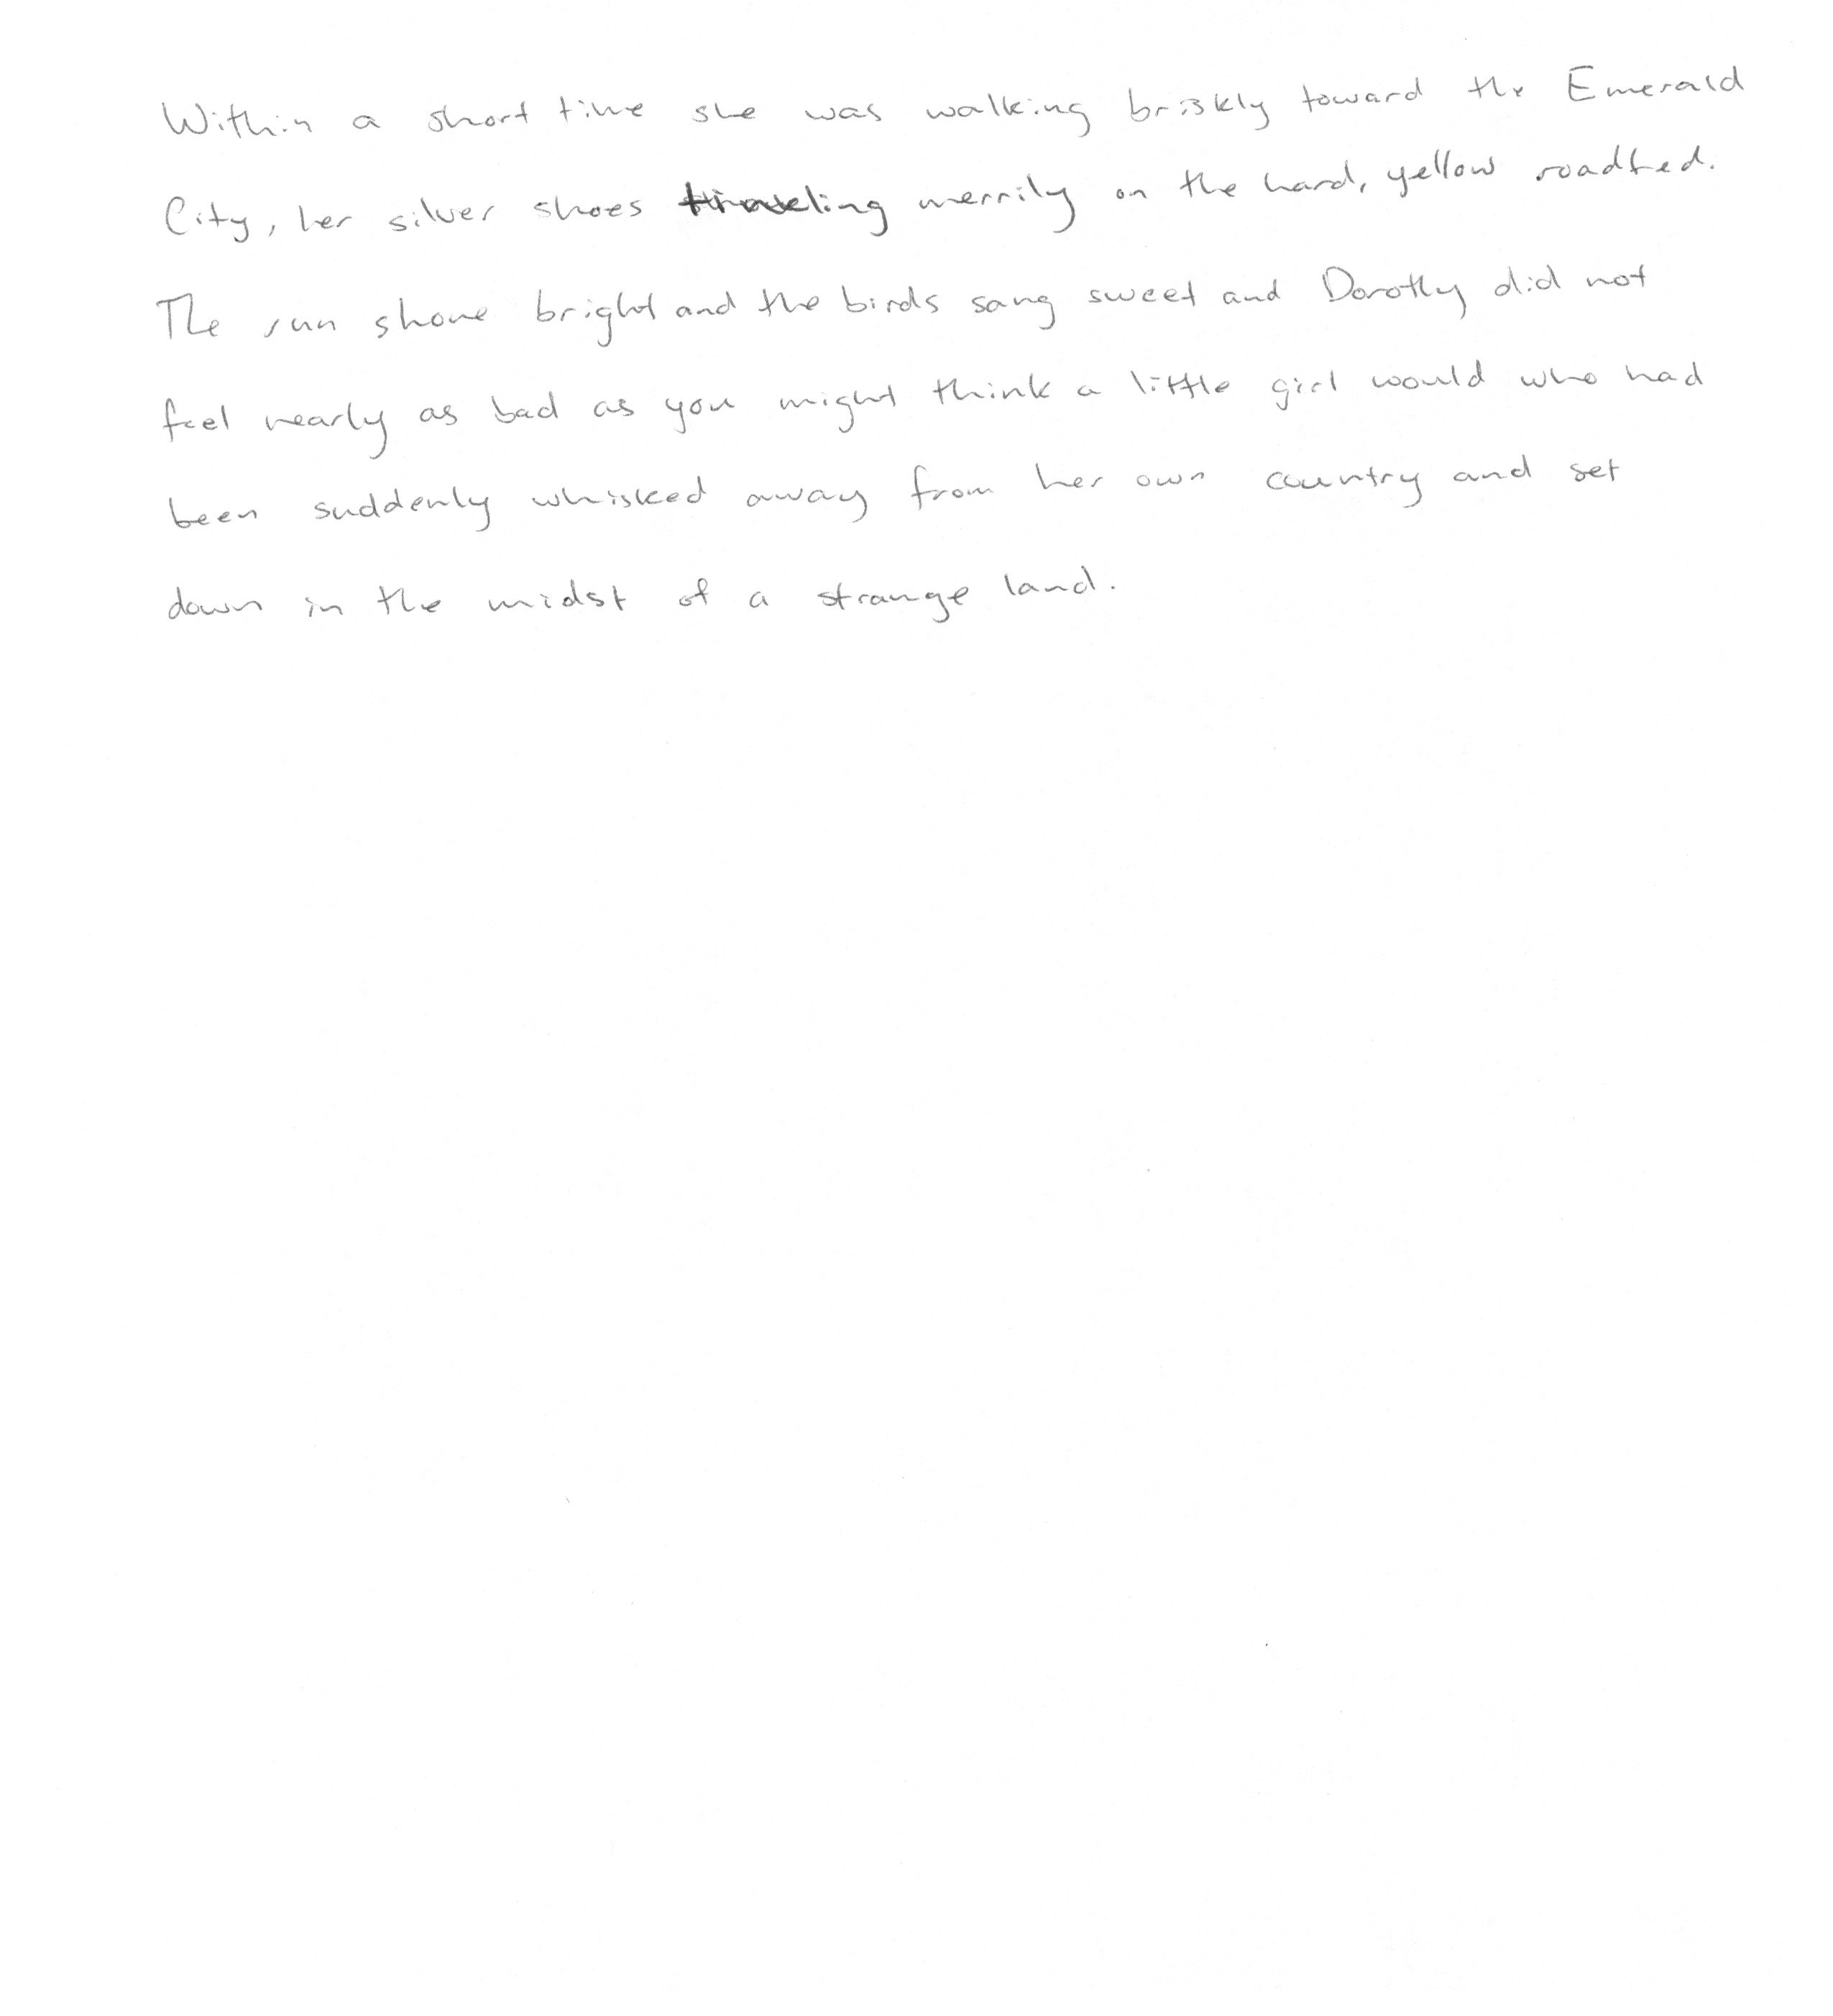 Within a short time she was walking briskly toward the Emerald
City, her silver shoes merrily on the hard, yellow roadbed.
The sun shone bright and the birds sang sweet and Dorothy did not
feel nearly as bad as you might think a little girl would who had
been suddenly whisked away from her own country and set
down in the midst of a strange land.